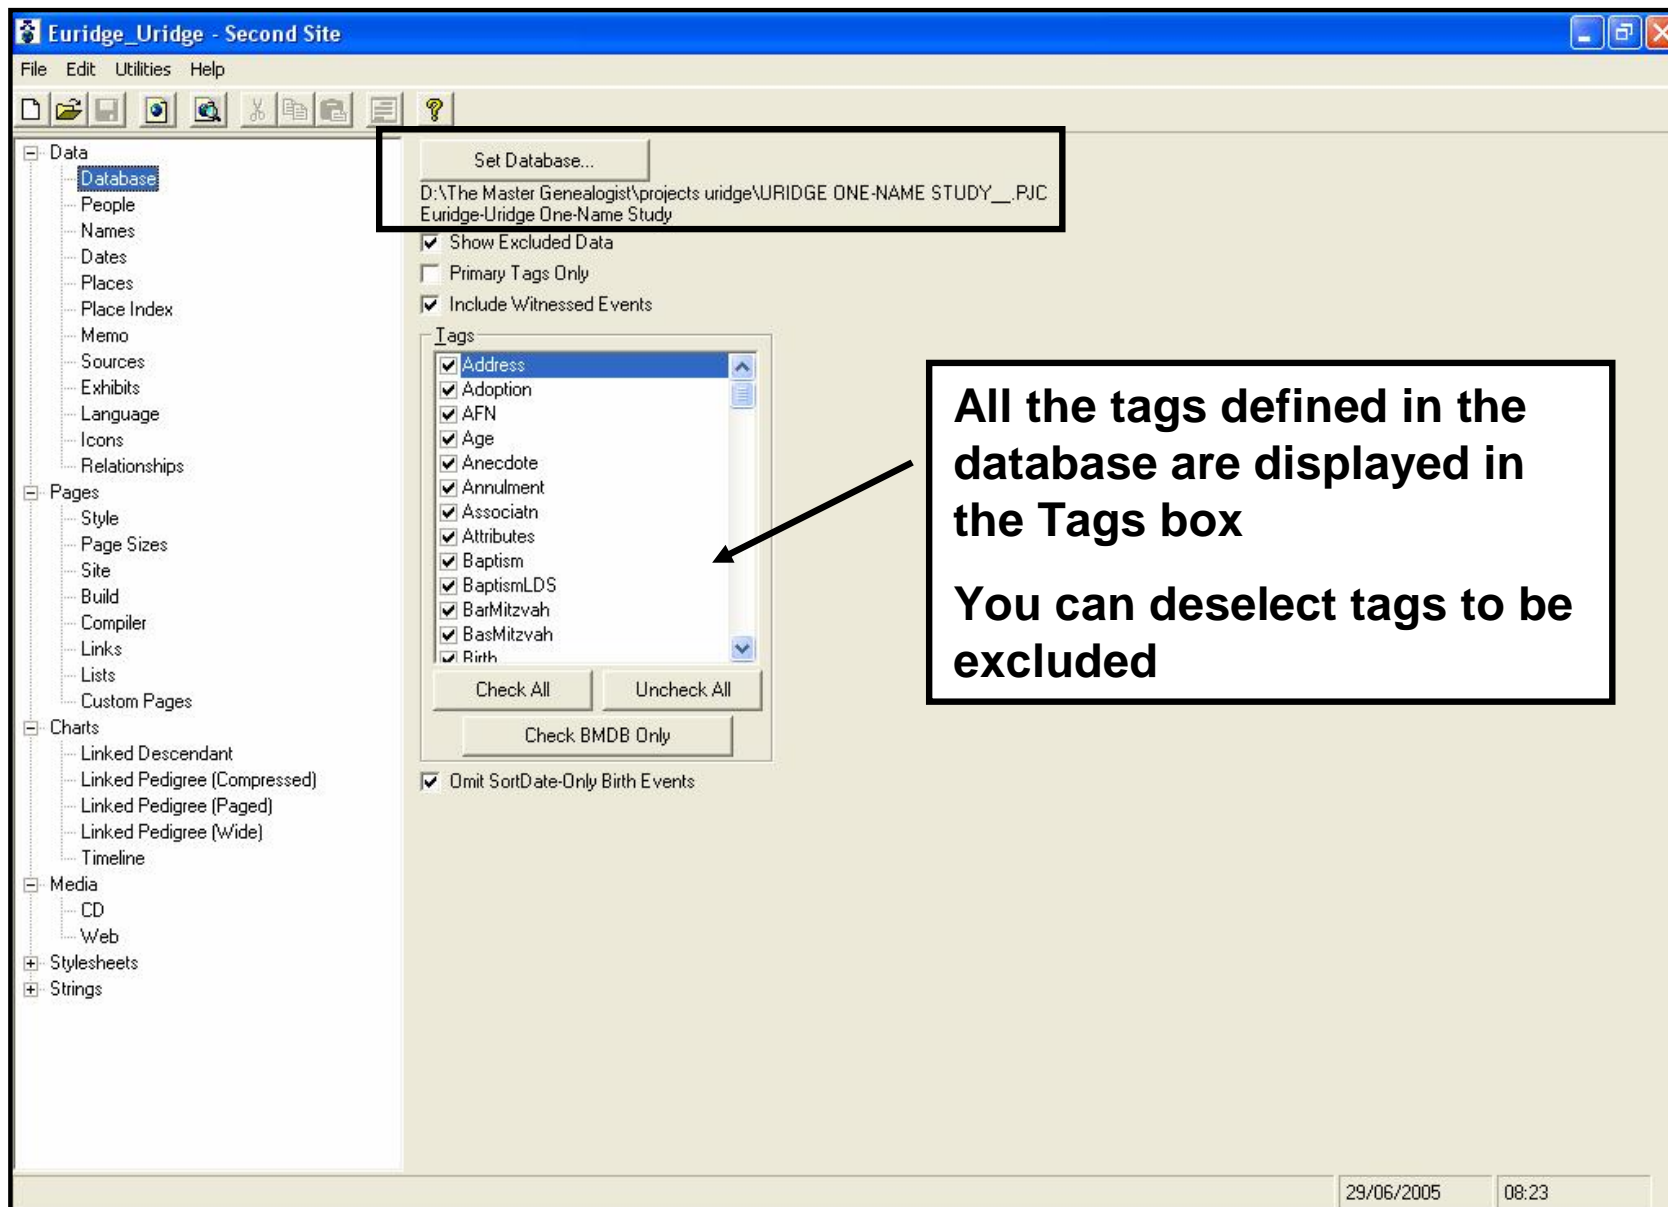 Euridge_Uridge - Second Site
File Edit Utilities Help
Data
Database
People
Names
Dates
Places
Place Index
Memo
Sources
Exhibits
Language
Icons
Relationships
Pages
Style
Page Sizes
Site
Build
Compiler
Links
Lists
Custom Pages
Charts
Linked Descendant
Linked Pedigree (Compressed)
Linked Pedigree (Paged)
Linked Pedigree (Wide)
Timeline
Media
CD
Web
Stylesheets
Strings
Set Database...
D:\The Master Genealogist\projects uridge\URIDGE ONE-NAME STUDY__.PJC
Euridge-Uridge One-Name Study
Show Excluded Data
Primary Tags Only
Include Witnessed Events
Tags
Address
Adoption
AFN
Age
Anecdote
Annulment
Associatn
Attributes
Baptism
BaptismLDS
BarMitzvah
BasMitzvah
Birth
Check All Uncheck All
Check BMDB Only
Omit SortDate-Only Birth Events
All the tags defined in the
database are displayed in
the Tags box
You can deselect tags to be
excluded
29/06/2005 08:23